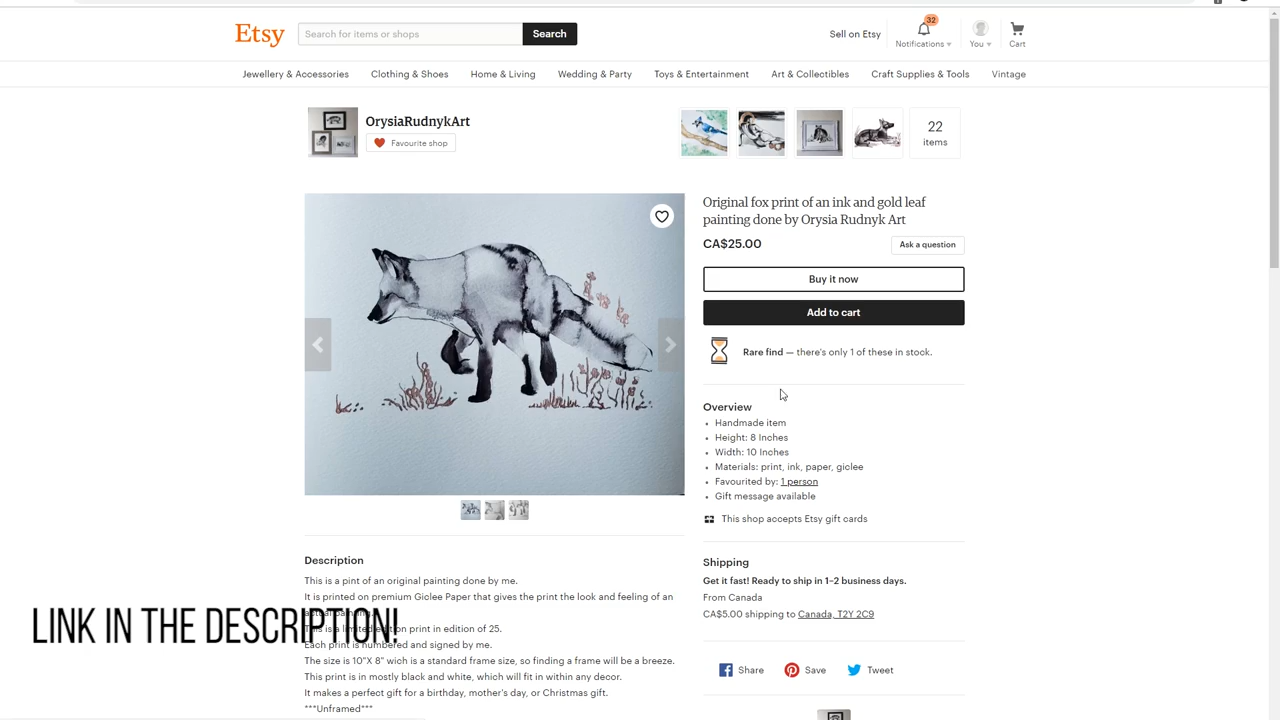 Etsy
Search for items or shops
Search
Sell on Etsy
32
Notifications
You
Cart
Jewellery & Accessories
Clothing & Shoes
Home & Living
Wedding & Party
Toys & Entertainment
Art & Collectibles
Craft Supplies & Tools
Vintage
OrysiaRudnykArt
Favourite shop
22
items
Original fox print of an ink and gold leaf
painting done by Orysia Rudnyk Art
CA$25.00
Ask a question
Buy it now
Add to cart
Rare find — there's only 1 of these in stock.
Overview
Handmade item
Height: 8 Inches
Width: 10 Inches
Materials: print, ink, paper, giclee
Favourited by: 1 person
Gift message available
This shop accepts Etsy gift cards
Description
This is a pint of an original painting done by me.
It is printed on premium Giclee Paper that gives the print the look and feeling of an
LINK IN THE DESCRIPTION!
This is a limited edition print in edition of 25.
Each print is numbered and signed by me.
The size is 10"X 8" wich is a standard frame size, so finding a frame will be a breeze.
This print is in mostly black and white, which will fit in within any decor.
It makes a perfect gift for a birthday, mother's day, or Christmas gift.
***Unframed***
Shipping
Get it fast! Ready to ship in 1–2 business days.
From Canada
CA$5.00 shipping to Canada, T2Y 2C9
Share
Save
Tweet